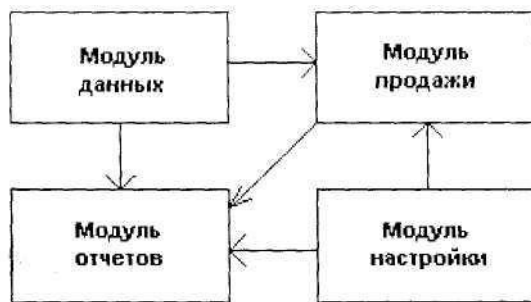 Модуль
данных
Модуль
продажи
Модуль
отчетов
Модуль
настройки